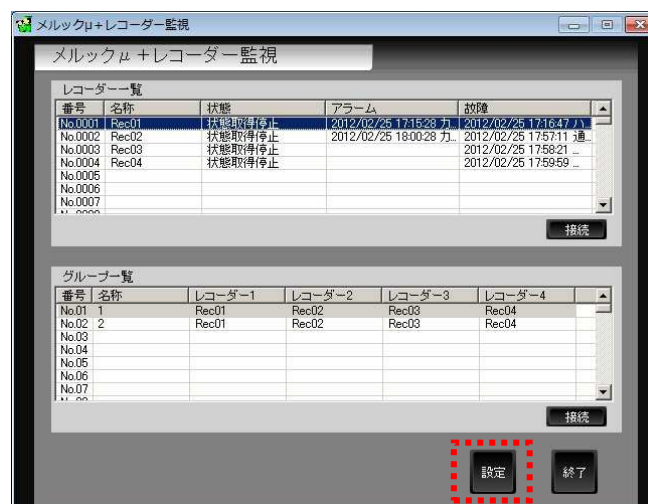 メルックμ+レコーダー監視
メルックμ+レコーダー監視
レコーダー一覧
番号 名称 状態 アラーム 故障
No.0001 Rec01 状態取得停止 2012/02/25 17:15:28 カ... 2012/02/25 17:16:47 ハ...
No.0002 Rec02 状態取得停止 2012/02/25 18:00:28 カ... 2012/02/25 17:57:11 通...
No.0003 Rec03 状態取得停止 2012/02/25 17:58:21 ...
No.0004 Rec04 状態取得停止 2012/02/25 17:59:59 ...
No.0005
No.0006
No.0007
接続
グループ一覧
番号 名称 レコーダー1 レコーダー2 レコーダー3 レコーダー4
No.01 1 Rec01 Rec02 Rec03 Rec04
No.02 2 Rec01 Rec02 Rec03 Rec04
No.03
No.04
No.05
No.06
No.07
接続
設定 終了